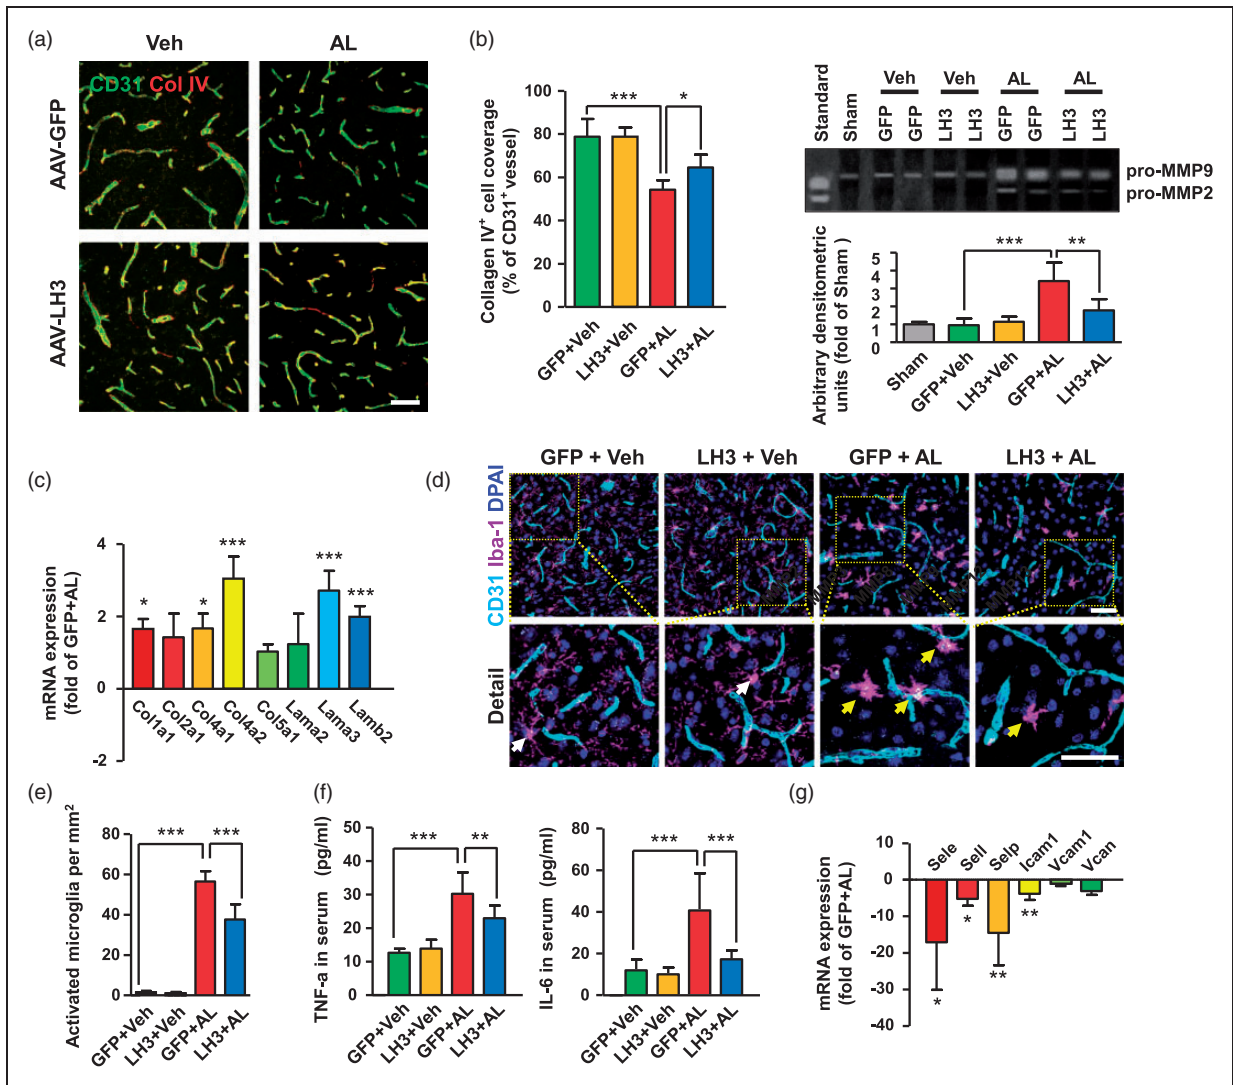 (a)
Veh
AL
CD31 Col IV
AAV-GFP
AAV-LH3
(b)
Collagen IV+ cell coverage
(% of CD31+ vessel)
100
80
60
40
20
0
***
*
GFP+Veh
LH3+Veh
GFP+AL
LH3+AL
Veh
Veh
AL
AL
Standard
Sham
GFP
GFP
LH3
LH3
GFP
GFP
LH3
LH3
pro-MMP9
pro-MMP2
Arbitrary densitometric
units (fold of Sham )
5
4
3
2
1
0
***
**
Sham
GFP+Veh
LH3+Veh
GFP+AL
LH3+AL
(c)
mRNA expression
(fold of GFP+AL)
4
2
0
-2
*
*
***
***
***
Col1a1
Col2a1
Col4a1
Col4a2
Col5a1
Lama2
Lama3
Lamb2
(d)
GFP + Veh
LH3 + Veh
GFP + AL
LH3 + AL
CD31 Iba-1 DPAI
Detail
(e)
Activated microglia per mm2
80
60
40
20
0
***
***
GFP+Veh
LH3+Veh
GFP+AL
LH3+AL
(f)
TNF-a in serum (pg/ml)
50
40
30
20
10
0
***
**
GFP+Veh
LH3+Veh
GFP+AL
LH3+AL
IL-6 in serum (pg/ml)
80
60
40
20
0
***
***
GFP+Veh
LH3+Veh
GFP+AL
LH3+AL
(g)
mRNA expression
(fold of GFP+AL)
Sele
Sell
Selp
Icam1
Vcam1
Vcan
10
0
-10
-20
-30
-40
*
*
**
**